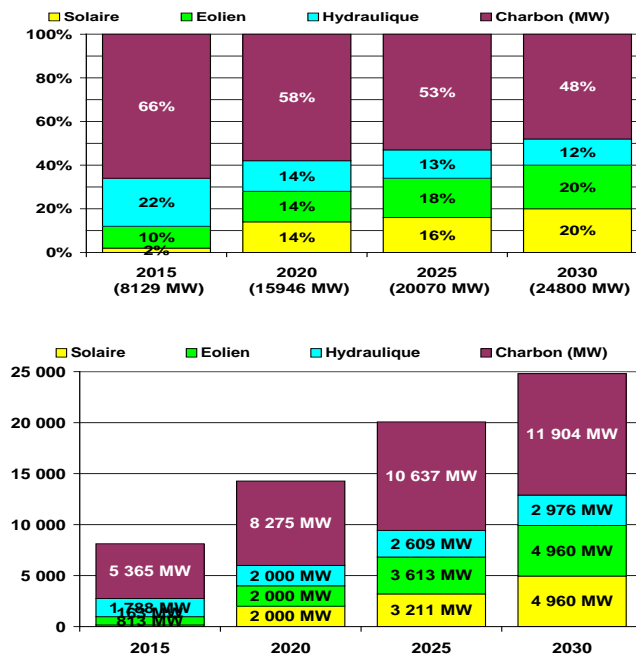 Solaire Eolien Hydraulique Charbon (MW)
100%
80%
60%
40%
20%
0%
66% 58% 53% 48%
22% 14% 13% 12%
10% 14% 18% 20%
2% 14% 16% 20%
2015 2020 2025 2030
(8129 MW) (15946 MW) (20070 MW) (24800 MW)
Solaire Eolien Hydraulique Charbon (MW)
25 000
20 000
15 000
10 000
5 000
0
5 365 MW 8 275 MW 10 637 MW 11 904 MW
1 788 MW 2 000 MW 2 609 MW 2 976 MW
813 MW 2 000 MW 3 613 MW 4 960 MW
163 MW 2 000 MW 3 211 MW 4 960 MW
2015 2020 2025 2030